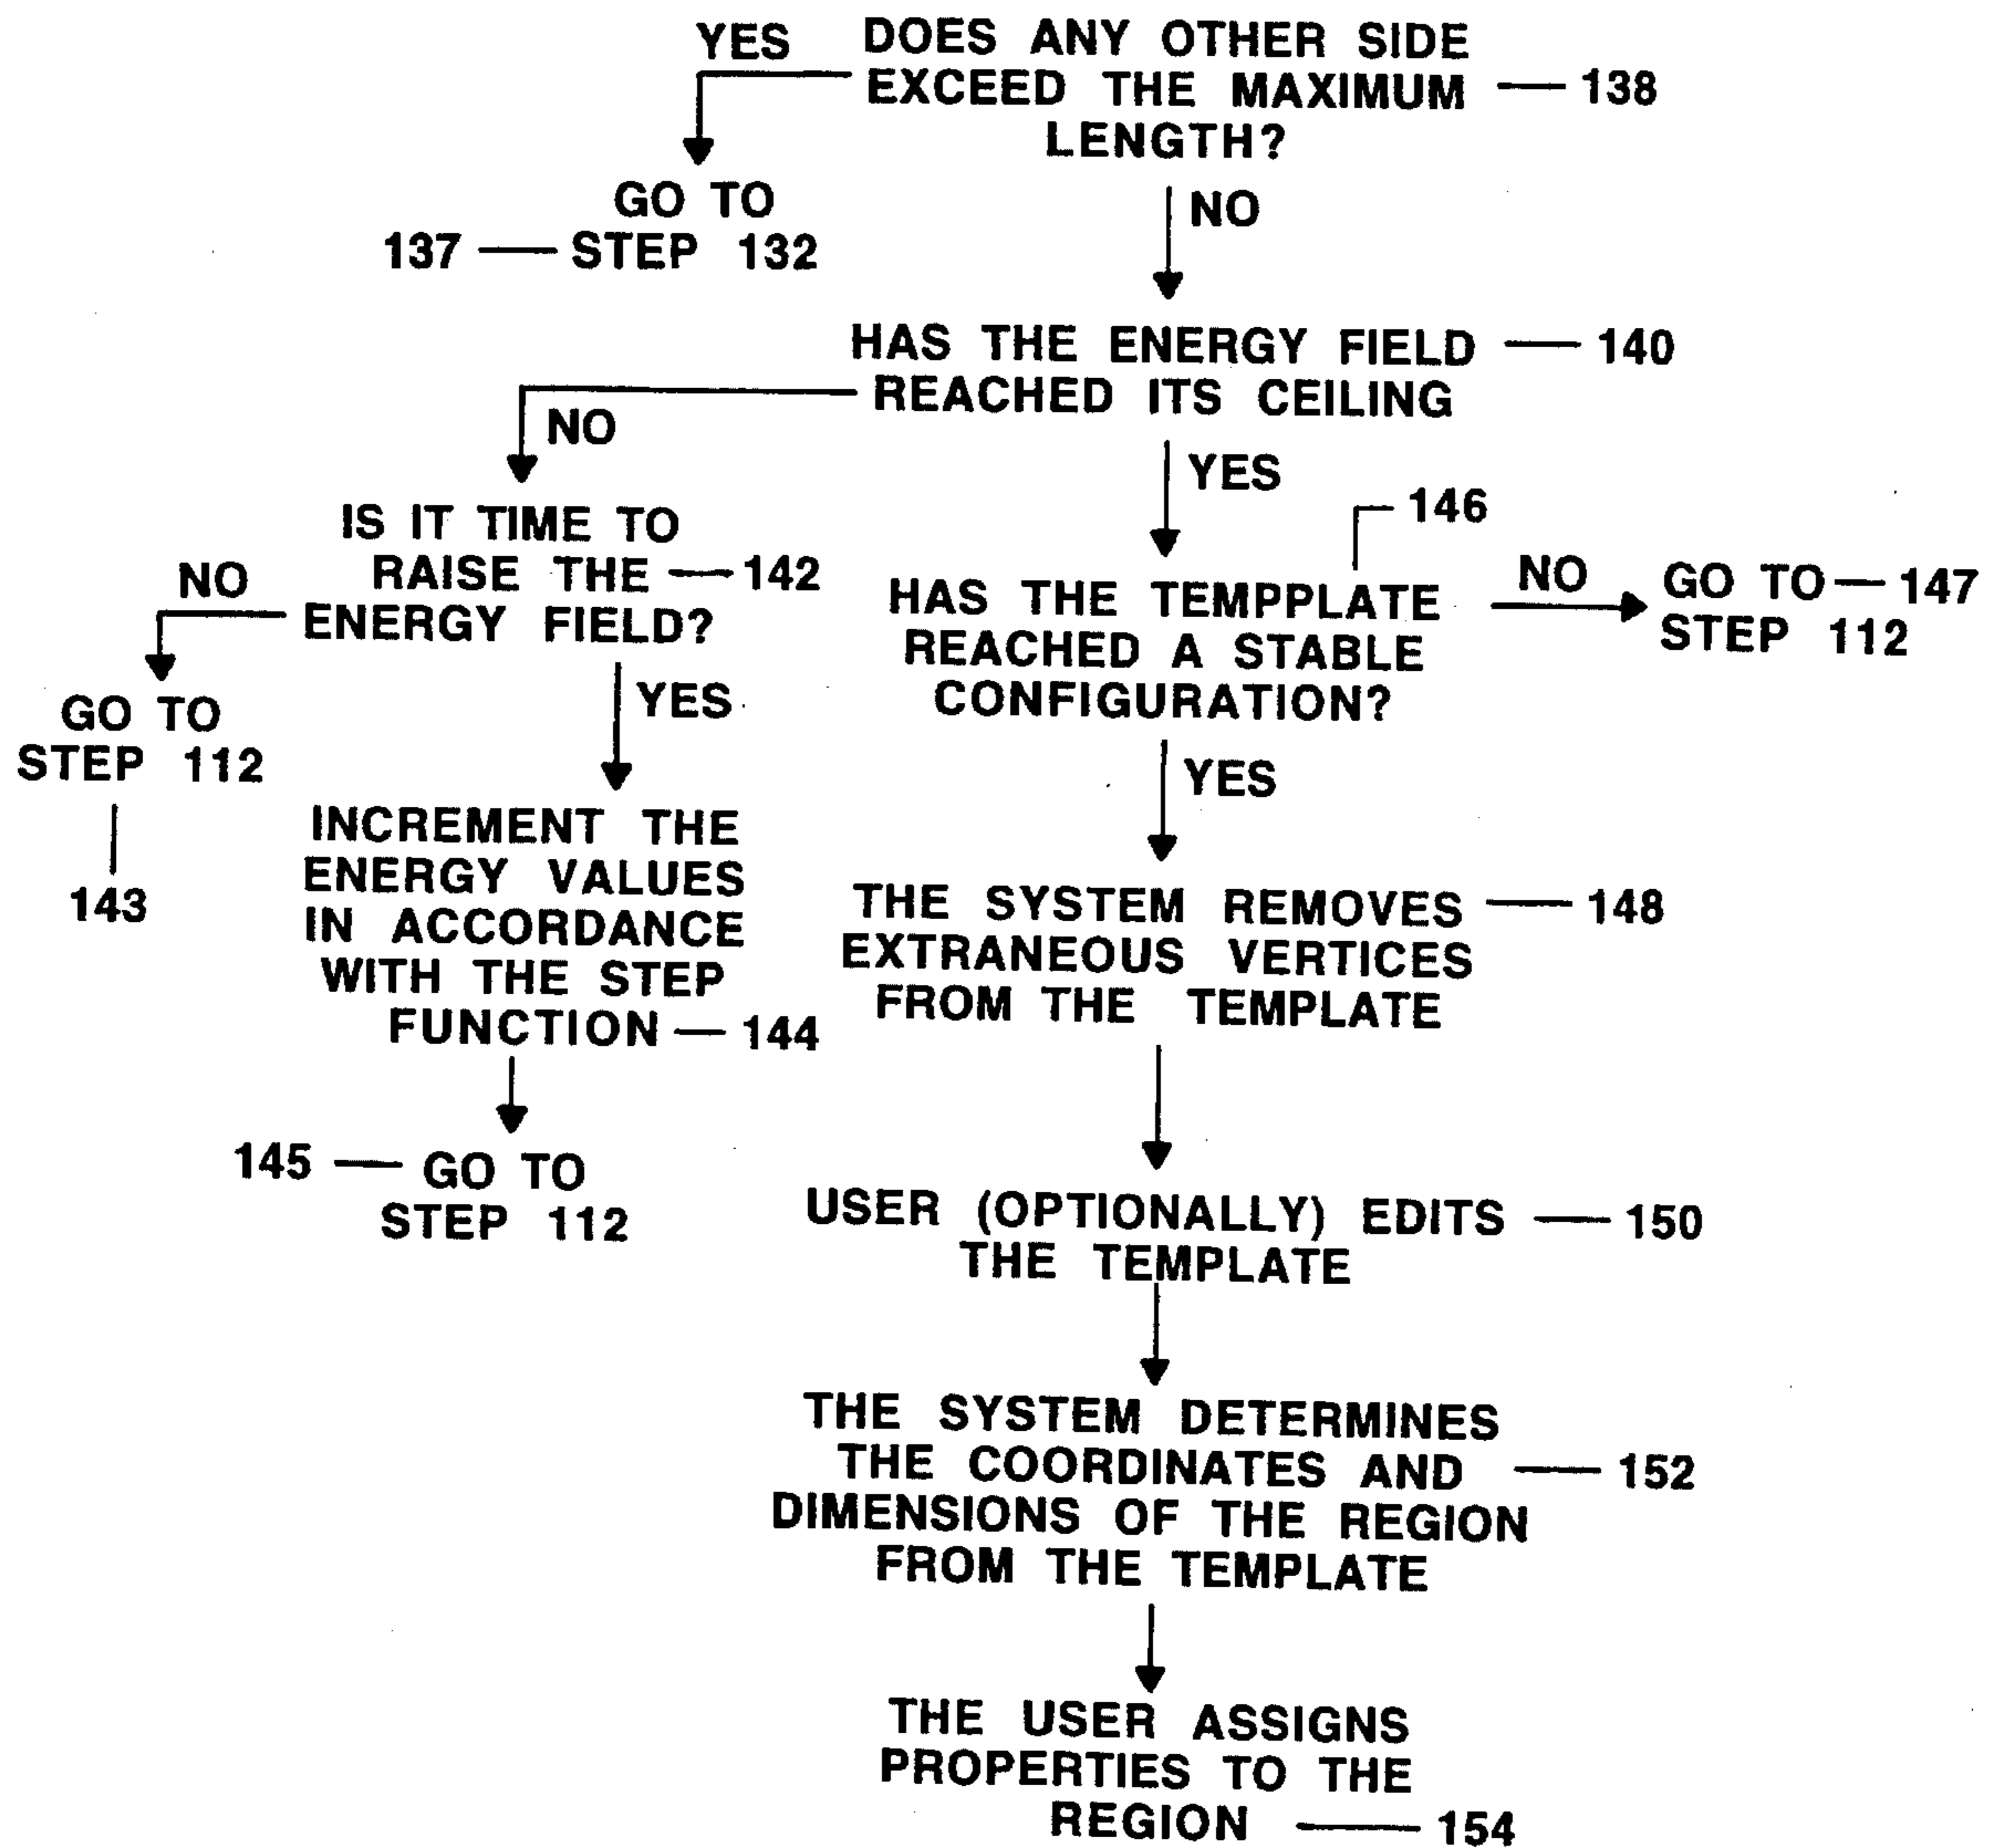 YES
DOES ANY OTHER SIDE
EXCEED THE MAXIMUM — 138
LENGTH?
GO TO
137 — STEP 132
NO
HAS THE ENERGY FIELD — 140
REACHED ITS CEILING
NO
YES
IS IT TIME TO
RAISE THE — 142
ENERGY FIELD?
NO
GO TO
STEP 112
143
YES
INCREMENT THE
ENERGY VALUES
IN ACCORDANCE
WITH THE STEP
FUNCTION — 144
145 — GO TO
STEP 112
146
HAS THE TEMPPLATE
REACHED A STABLE
CONFIGURATION?
NO
GO TO — 147
STEP 112
YES
THE SYSTEM REMOVES — 148
EXTRANEOUS VERTICES
FROM THE TEMPLATE
USER (OPTIONALLY) EDITS — 150
THE TEMPLATE
THE SYSTEM DETERMINES
THE COORDINATES AND — 152
DIMENSIONS OF THE REGION
FROM THE TEMPLATE
THE USER ASSIGNS
PROPERTIES TO THE
REGION — 154